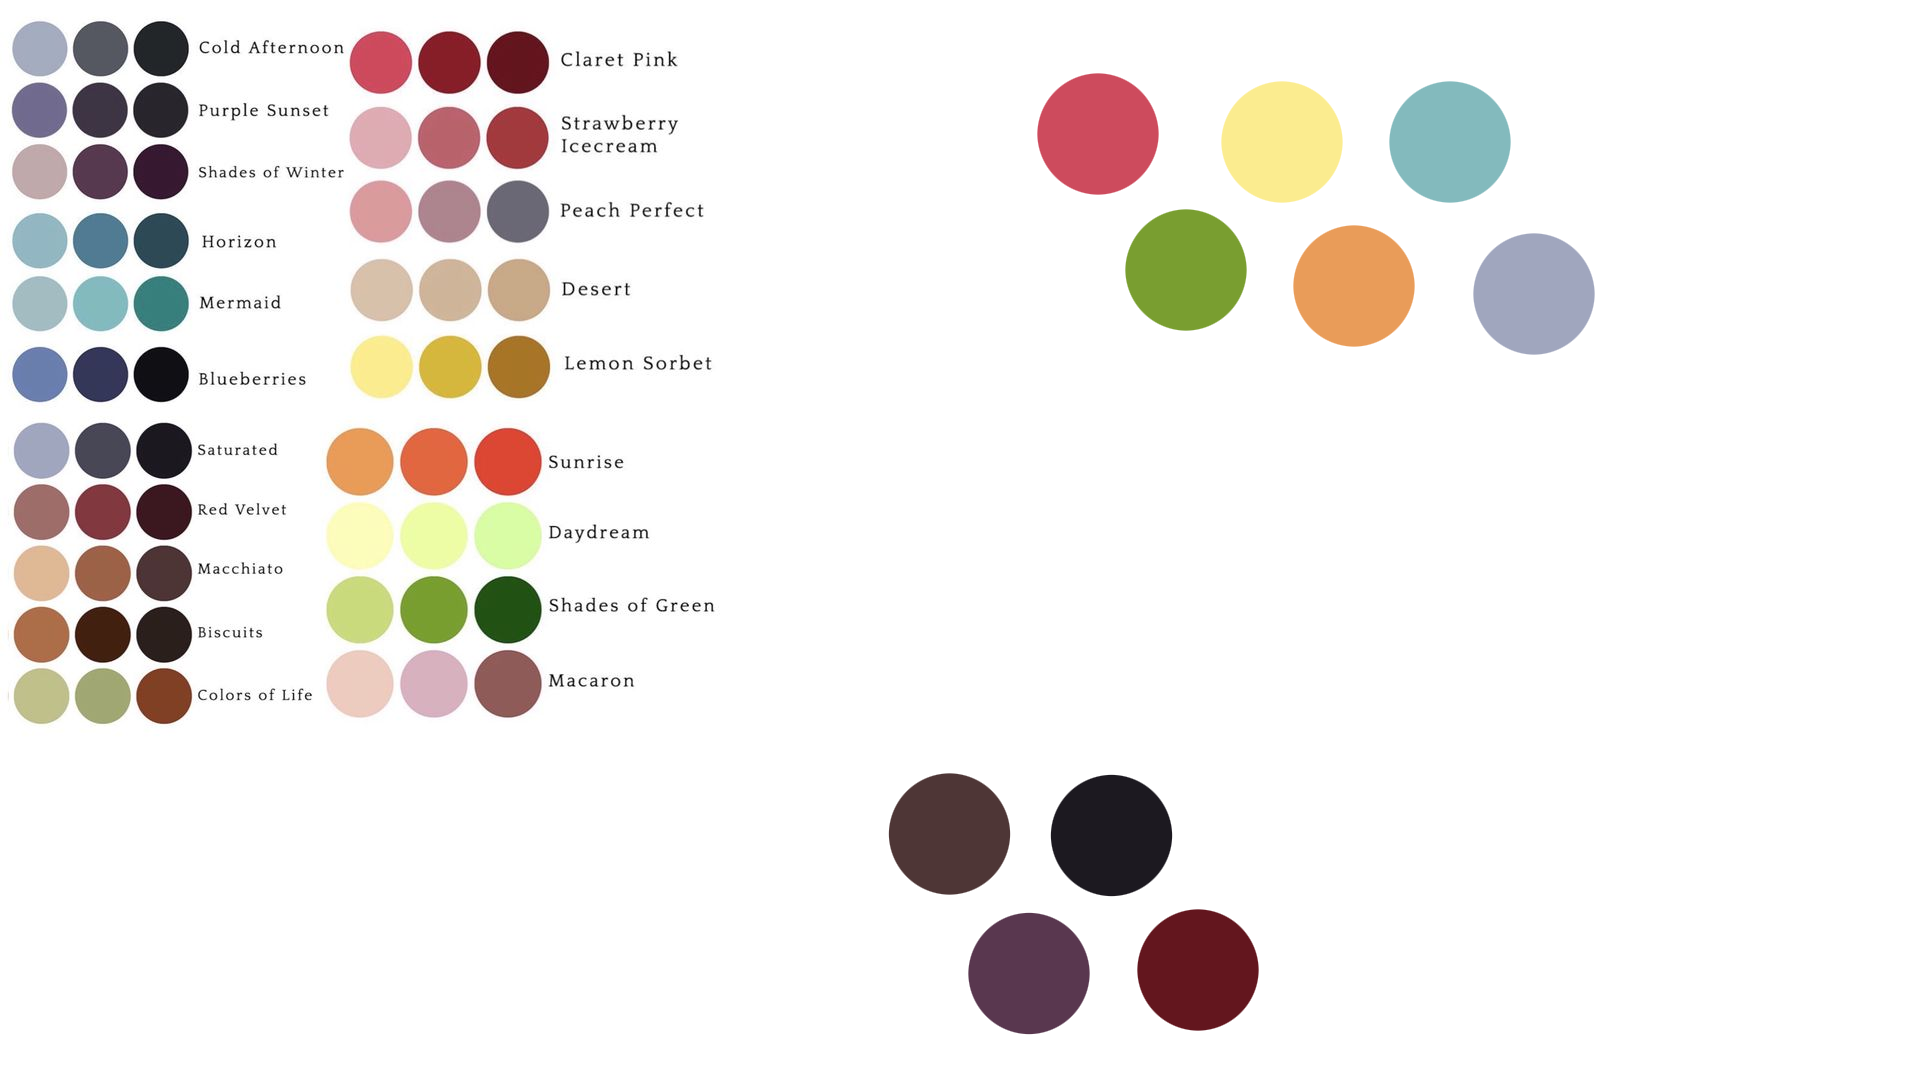 Cold Afternoon
Purple Sunset
Shades of Winter
Horizon
Mermaid
Blueberries
Saturated
Red Velvet
Macchiato
Biscuits
Colors of Life
Claret Pink
Strawberry
Icecream
Peach Perfect
Desert
Lemon Sorbet
Sunrise
Daydream
Shades of Green
Macaron